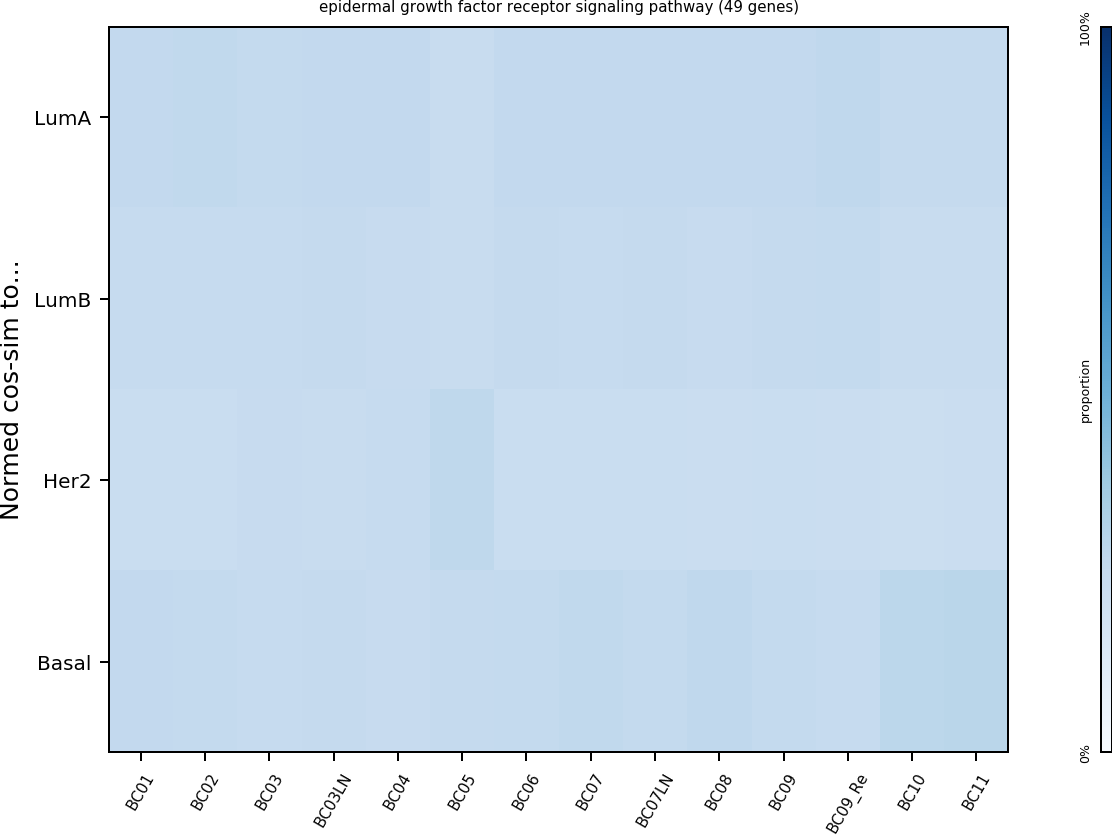 epidermal growth factor receptor signaling pathway (49 genes)
Normed cos-sim to...
LumA
LumB
Her2
Basal
BC01
BC02
BC03
BC03LN
BC04
BC05
BC06
BC07
BC07LN
BC08
BC09
BC09_Re
BC10
BC11
100%
proportion
0%